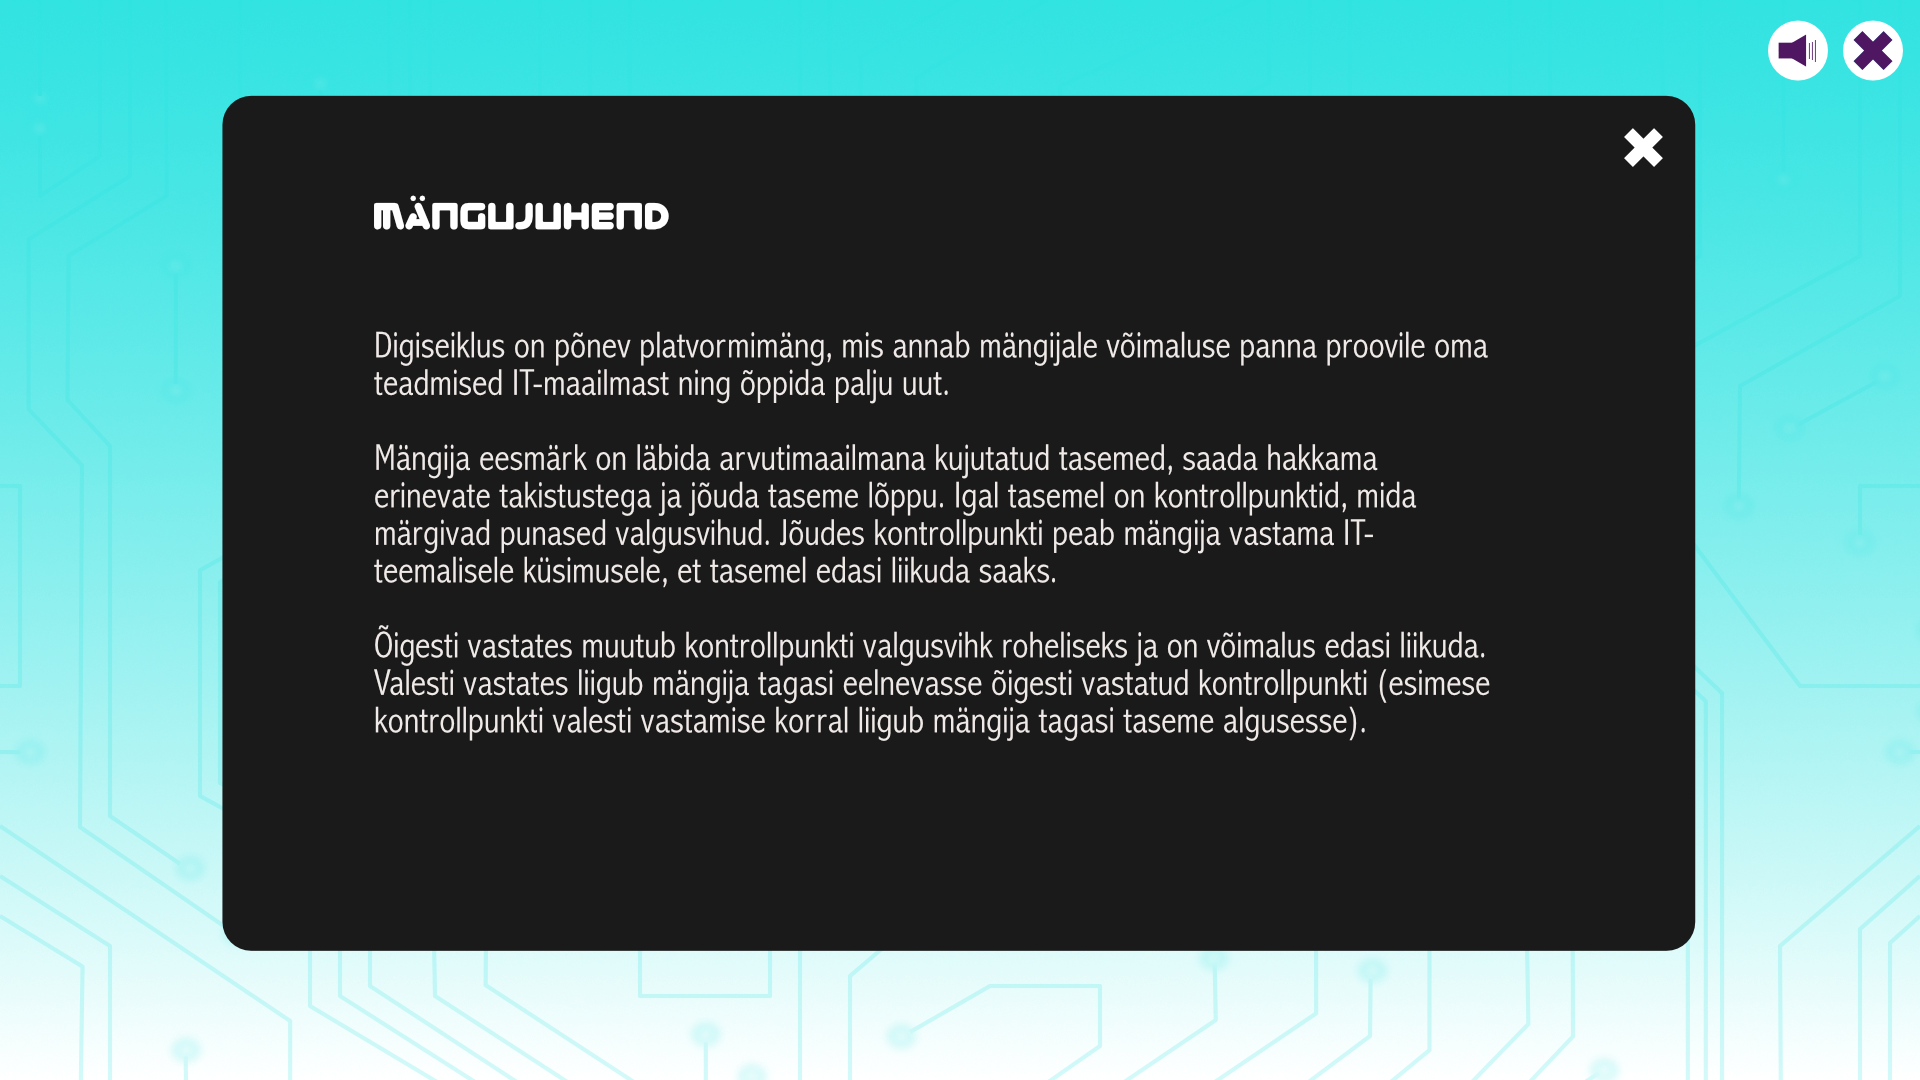 MÄNGUJUHEND
Digiseiklus on põnev platvormimäng, mis annab mängijale võimaluse panna proovile oma
teadmised IT-maailmast ning õppida palju uut.
Mängija eesmärk on läbida arvutimaailmana kujutatud tasemed, saada hakkama
erinevate takistustega ja jõuda taseme lõppu. Igal tasemel on kontrollpunktid, mida
märgivad punased valgusvihud. Jõudes kontrollpunkti peab mängija vastama IT-
teemalisele küsimusele, et tasemel edasi liikuda saaks.
Õigesti vastates muutub kontrollpunkti valgusvihk roheliseks ja on võimalus edasi liikuda.
Valesti vastates liigub mängija tagasi eelnevasse õigesti vastatud kontrollpunkti (esimese
kontrollpunkti valesti vastamise korral liigub mängija tagasi taseme algusesse).